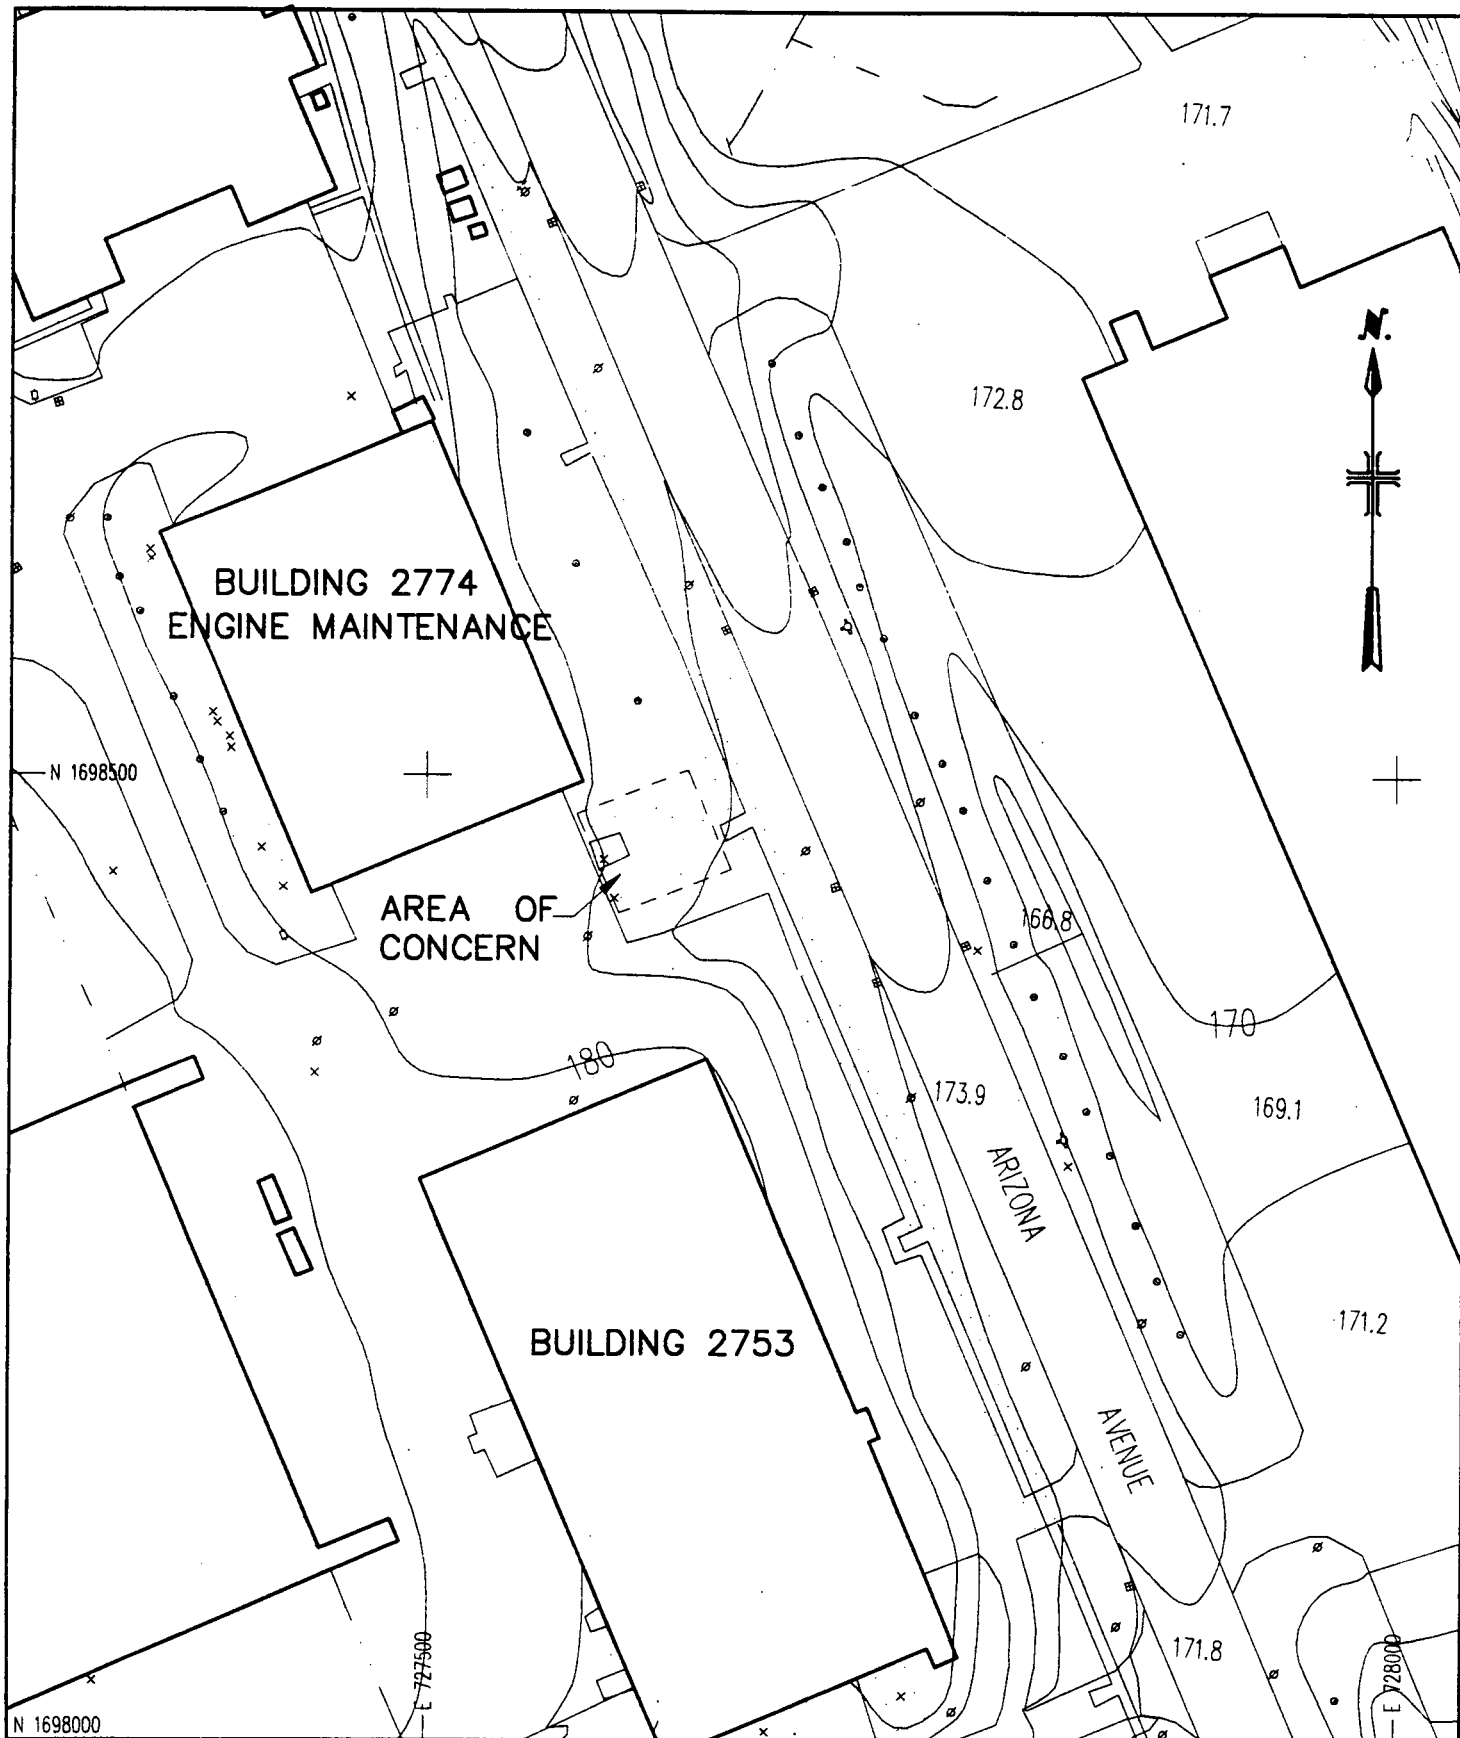 171.7
N.
172.8
BUILDING 2774
ENGINE MAINTENANCE
N 1698500
AREA OF
CONCERN
166.8
170
180
173.9
169.1
ARIZONA
171.2
BUILDING 2753
AVENUE
171.8
E 727500
E 728000
N 1698000